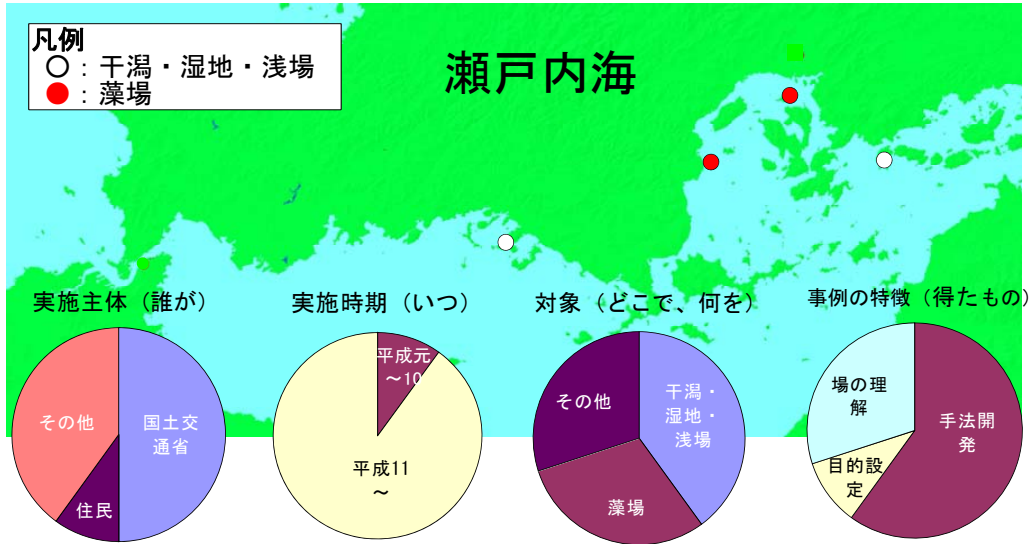 凡例
○：干潟・湿地・浅場
●：藻場
瀬戸内海
実施主体（誰が）
実施時期（いつ）
対象（どこで、何を）
事例の特徴（得たもの）
その他
国土交
通省
住民
平成元
～10
平成11
～
その他
干潟・
湿地・
浅場
藻場
場の理
解
手法開
発
目的設
定